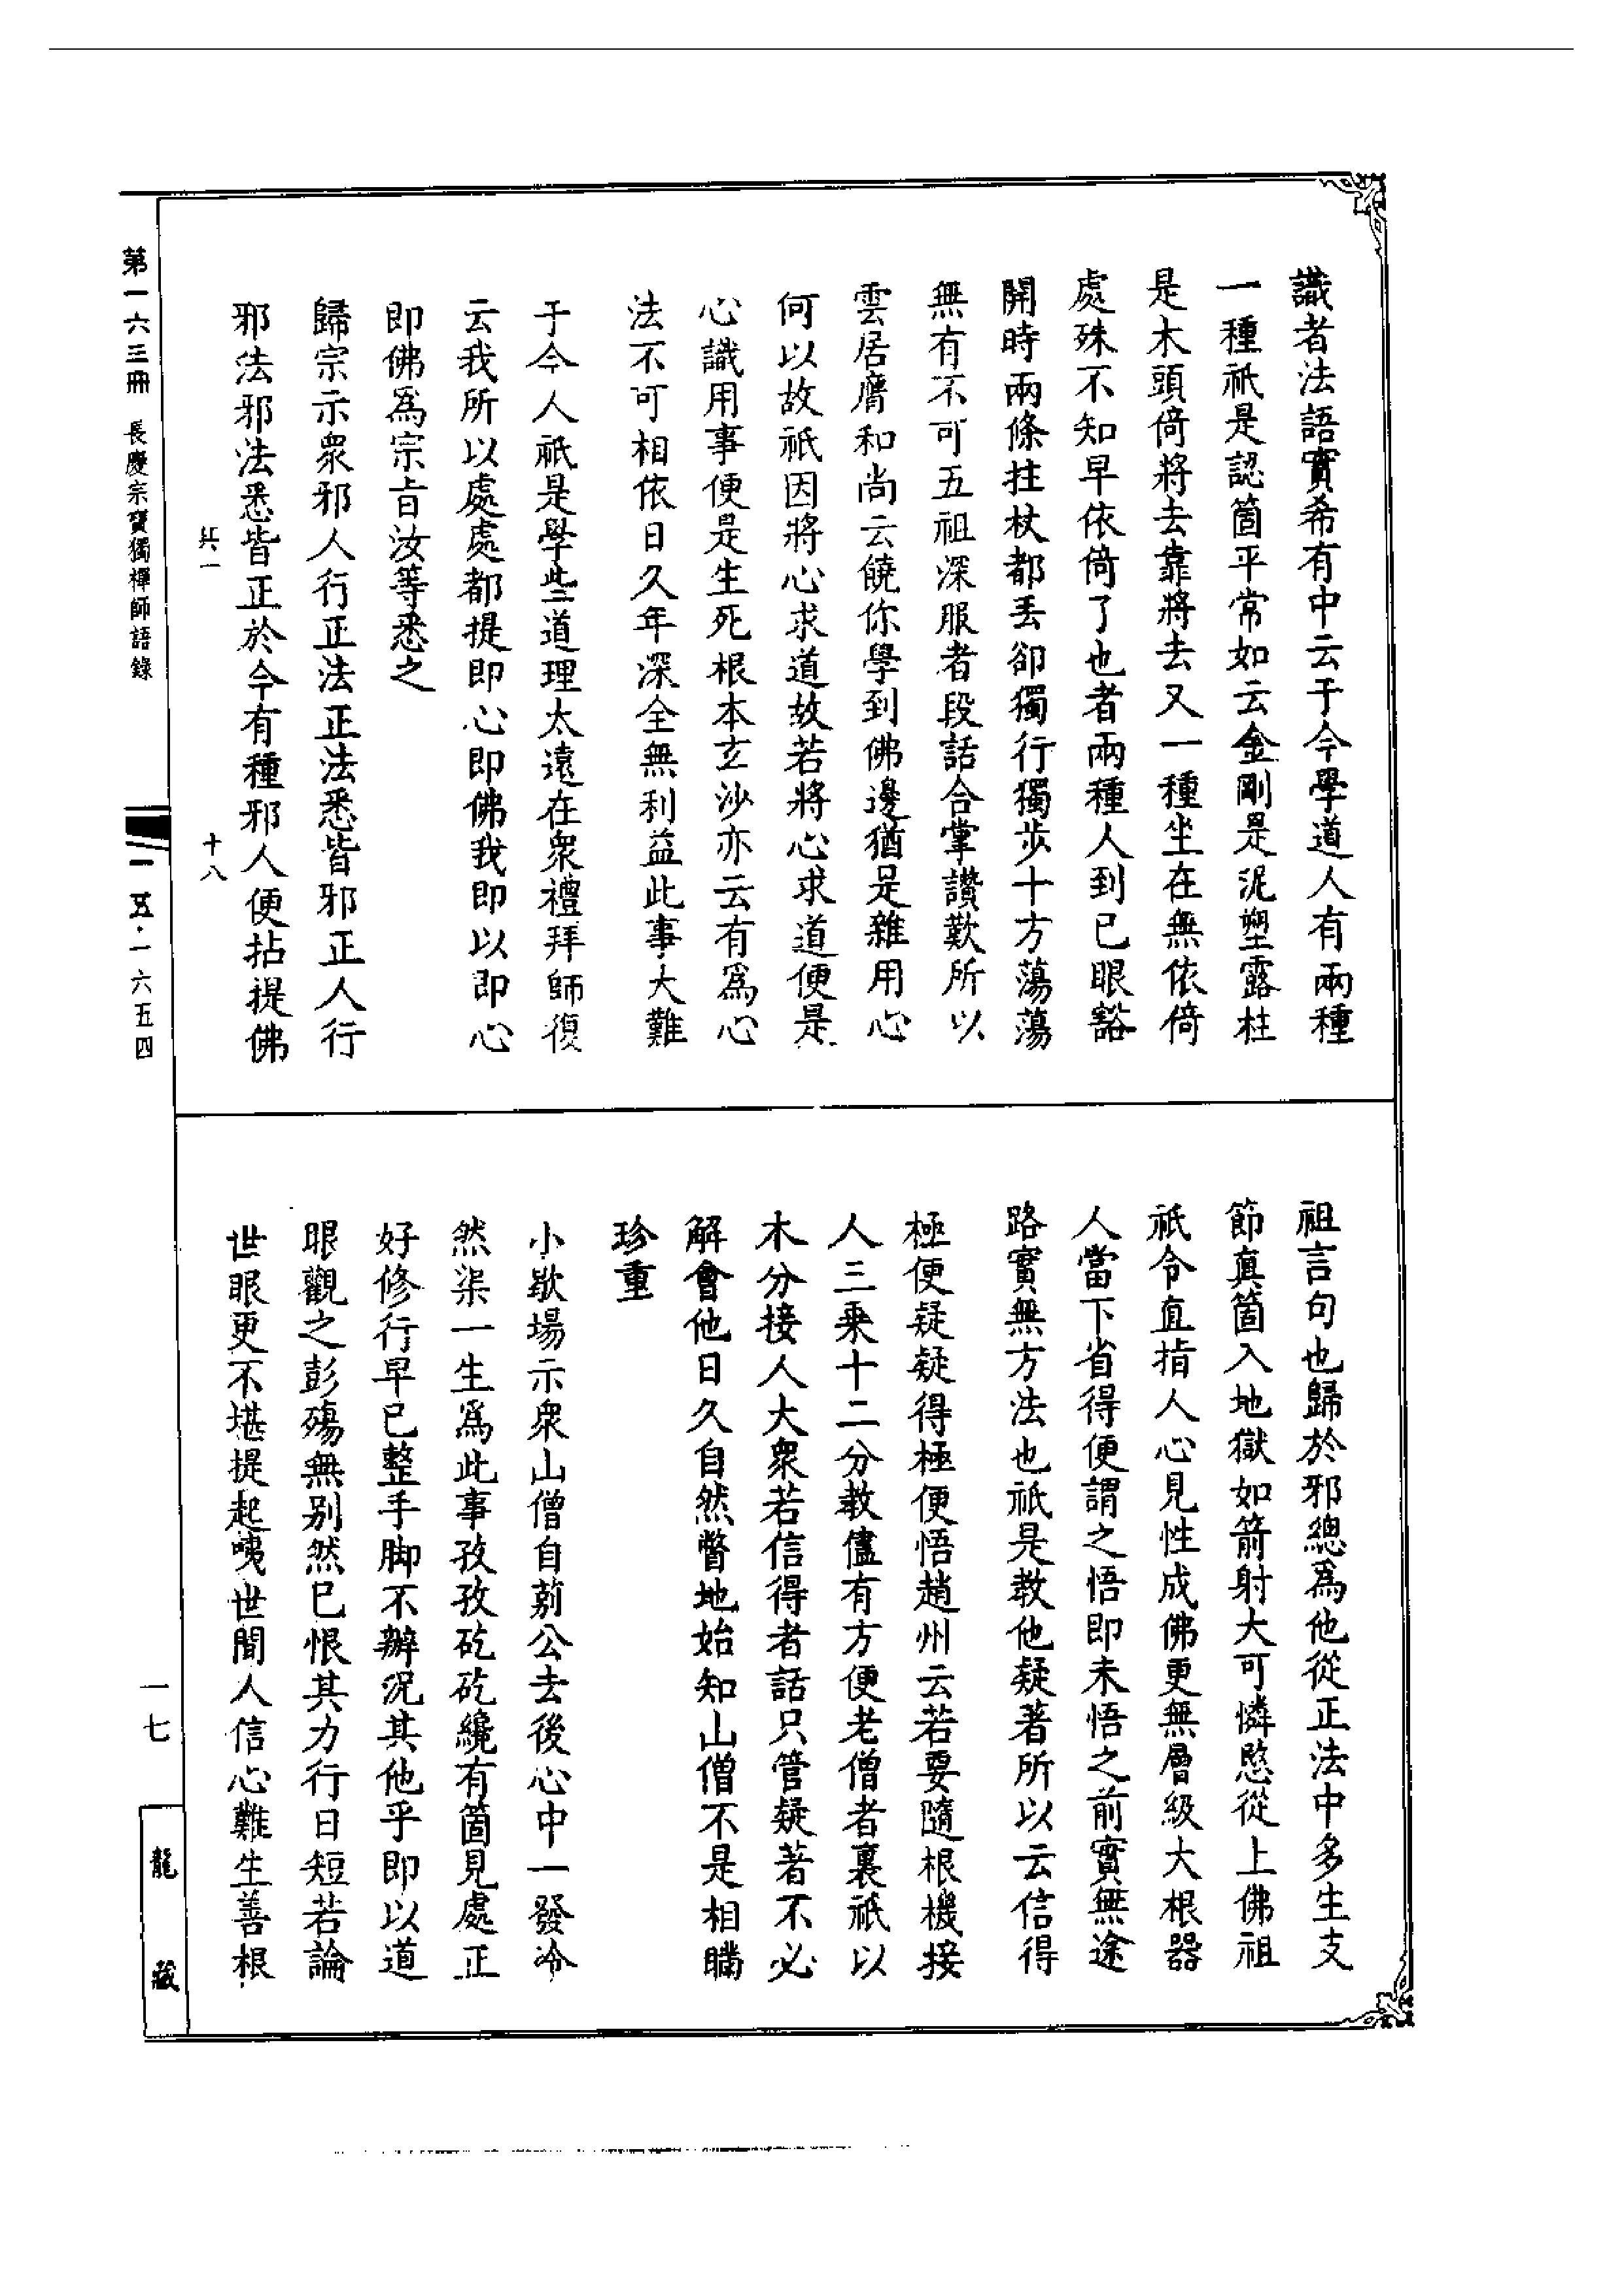 識者法語實希有中云于今學道人有兩種
一種祇是認箇平常如云金剛是泥塑露柱
是木頭倚將去靠將去又一種坐在無依倚
處殊不知早依倚了也者兩種人到已眼豁
開時兩條拄杖都丟卻獨行獨步十方蕩蕩
無有不可五祖深服者段話合掌讚歎所以
雲居膺和尚云饒你學到佛邊猶是雜用心
何以故祇因將心求道故若將心求道便是
心識用事便是生死根本玄沙亦云有為心
法不可相依日久年深全無利益此事大難
于今人祇是學些道理太遠在衆禮拜師復
云我所以處處都提即心即佛我即以即心
即佛為宗旨汝等悉之
歸宗示衆邪人行正法正法悉皆邪正人行
邪法邪法悉皆正於今有種邪人便拈提佛
兵一
十八
第一六三冊 長慶宗寶獨禪師語錄
一五·一六五四
祖言句也歸於邪總為他從正法中多生支
節真箇入地獄如箭射大可憐愍從上佛祖
祇令直指人心見性成佛更無層級大根器
人當下省得便謂之悟即未悟之前實無途
路實無方法也祇是教他疑著所以云信得
極便疑疑得極便悟趙州云若要隨根機接
人三乘十二分教儘有方便老僧者裏祇以
木分接人大衆若信得者話只管疑著不必
解會他日久自然瞥地始知山僧不是相瞞
珍重
小歇場示衆山僧自剃公去後心中一發冷
然渠一生為此事孜孜矻矻纔有箇見處正
好修行早已整手脚不辦況其他乎即以道
眼觀之彭殤無別然已恨其力行日短若論
世眼更不堪提起咦世間人信心難生善根
一七
龍藏